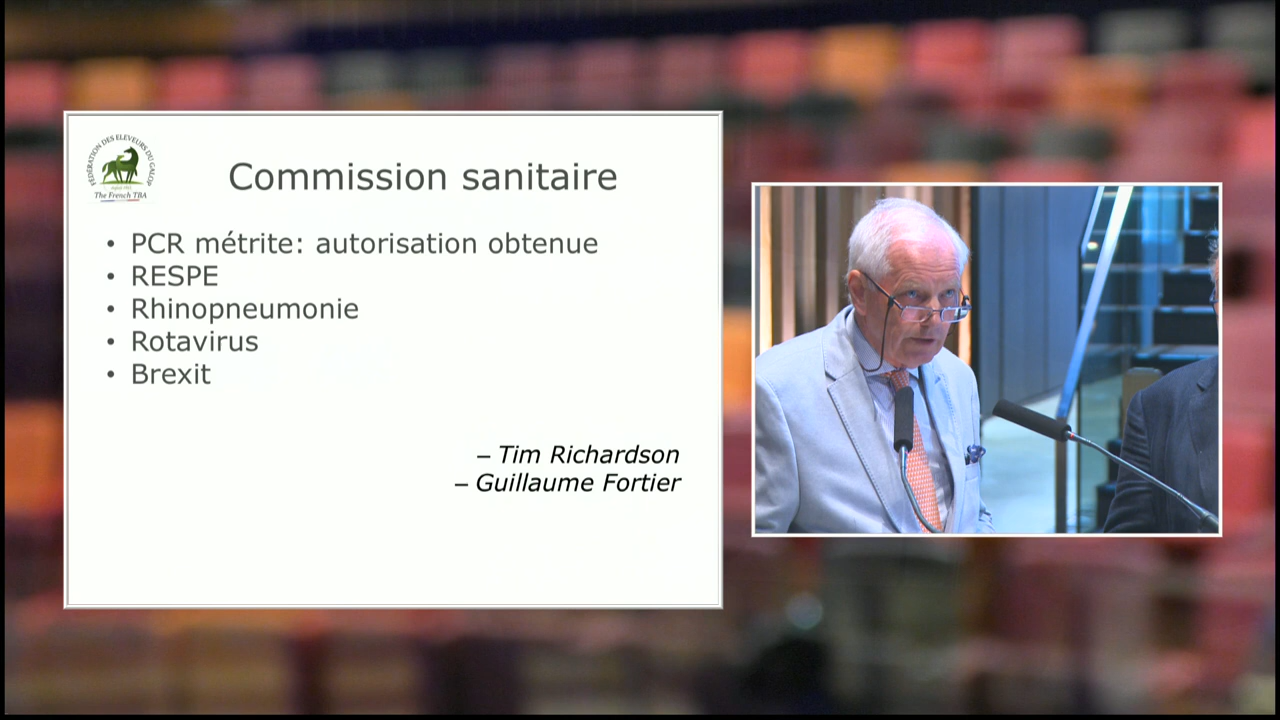 FÉDÉRATION DES ELEVEURS DU GALOP
The French TBA
Commission sanitaire
• PCR métrite: autorisation obtenue
• RESPE
• Rhinopneumonie
• Rotavirus
• Brexit
– Tim Richardson
– Guillaume Fortier